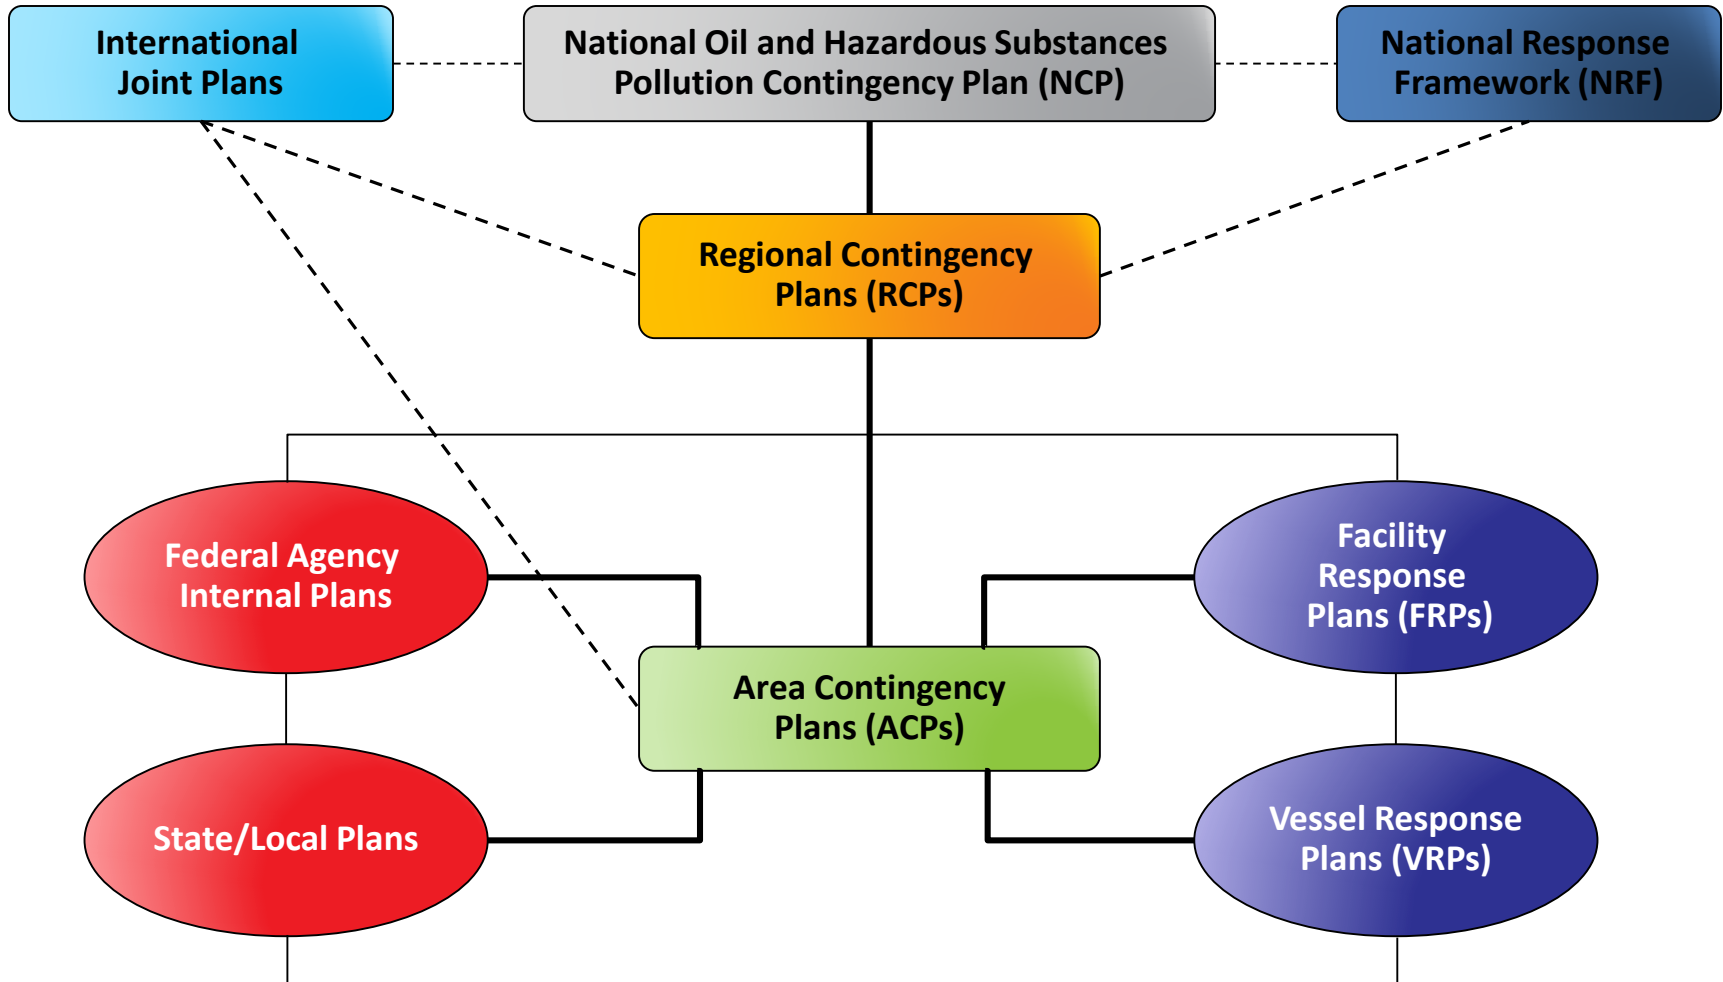 International
Joint Plans
National Oil and Hazardous Substances
Pollution Contingency Plan (NCP)
National Response
Framework (NRF)
Regional Contingency
Plans (RCPs)
Federal Agency
Internal Plans
Facility
Response
Plans (FRPs)
Area Contingency
Plans (ACPs)
State/Local Plans
Vessel Response
Plans (VRPs)